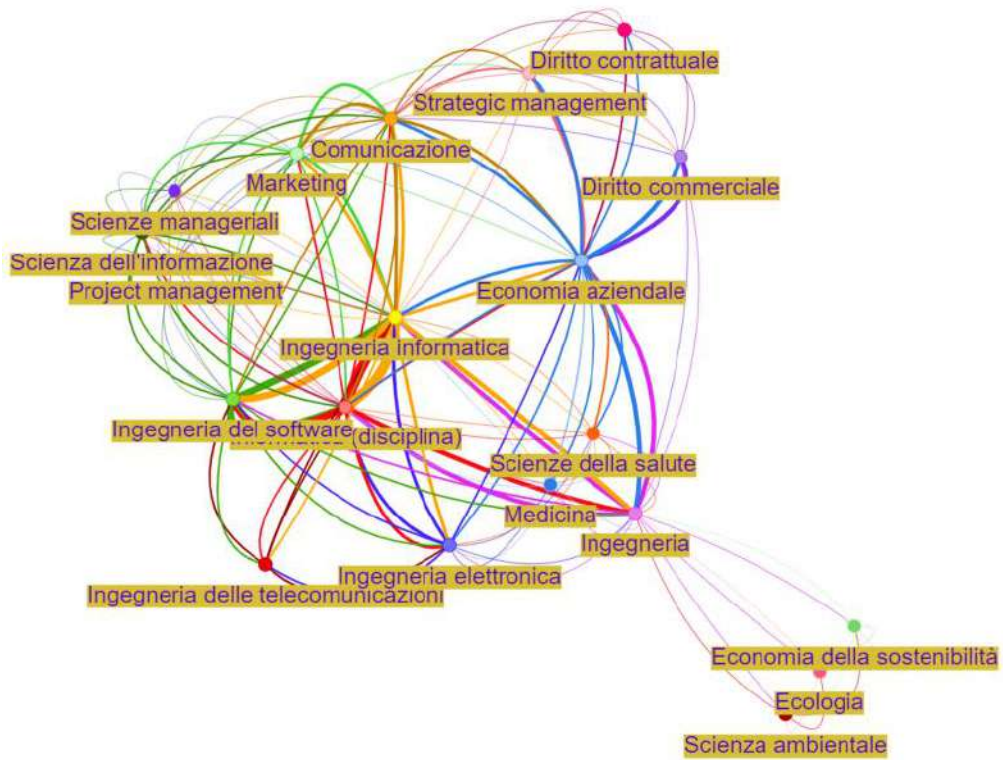 Diritto contrattuale
Strategic management
Comunicazione
Marketing
Diritto commerciale
Scienze manageriali
Scienza dell'informazione
Project management
Economia aziendale
Ingegneria informatica
Ingegneria del software
(disciplina)
Scienze della salute
Medicina
Ingegneria
Ingegneria elettronica
Ingegneria delle telecomunicazioni
Economia della sostenibilità
Ecologia
Scienza ambientale